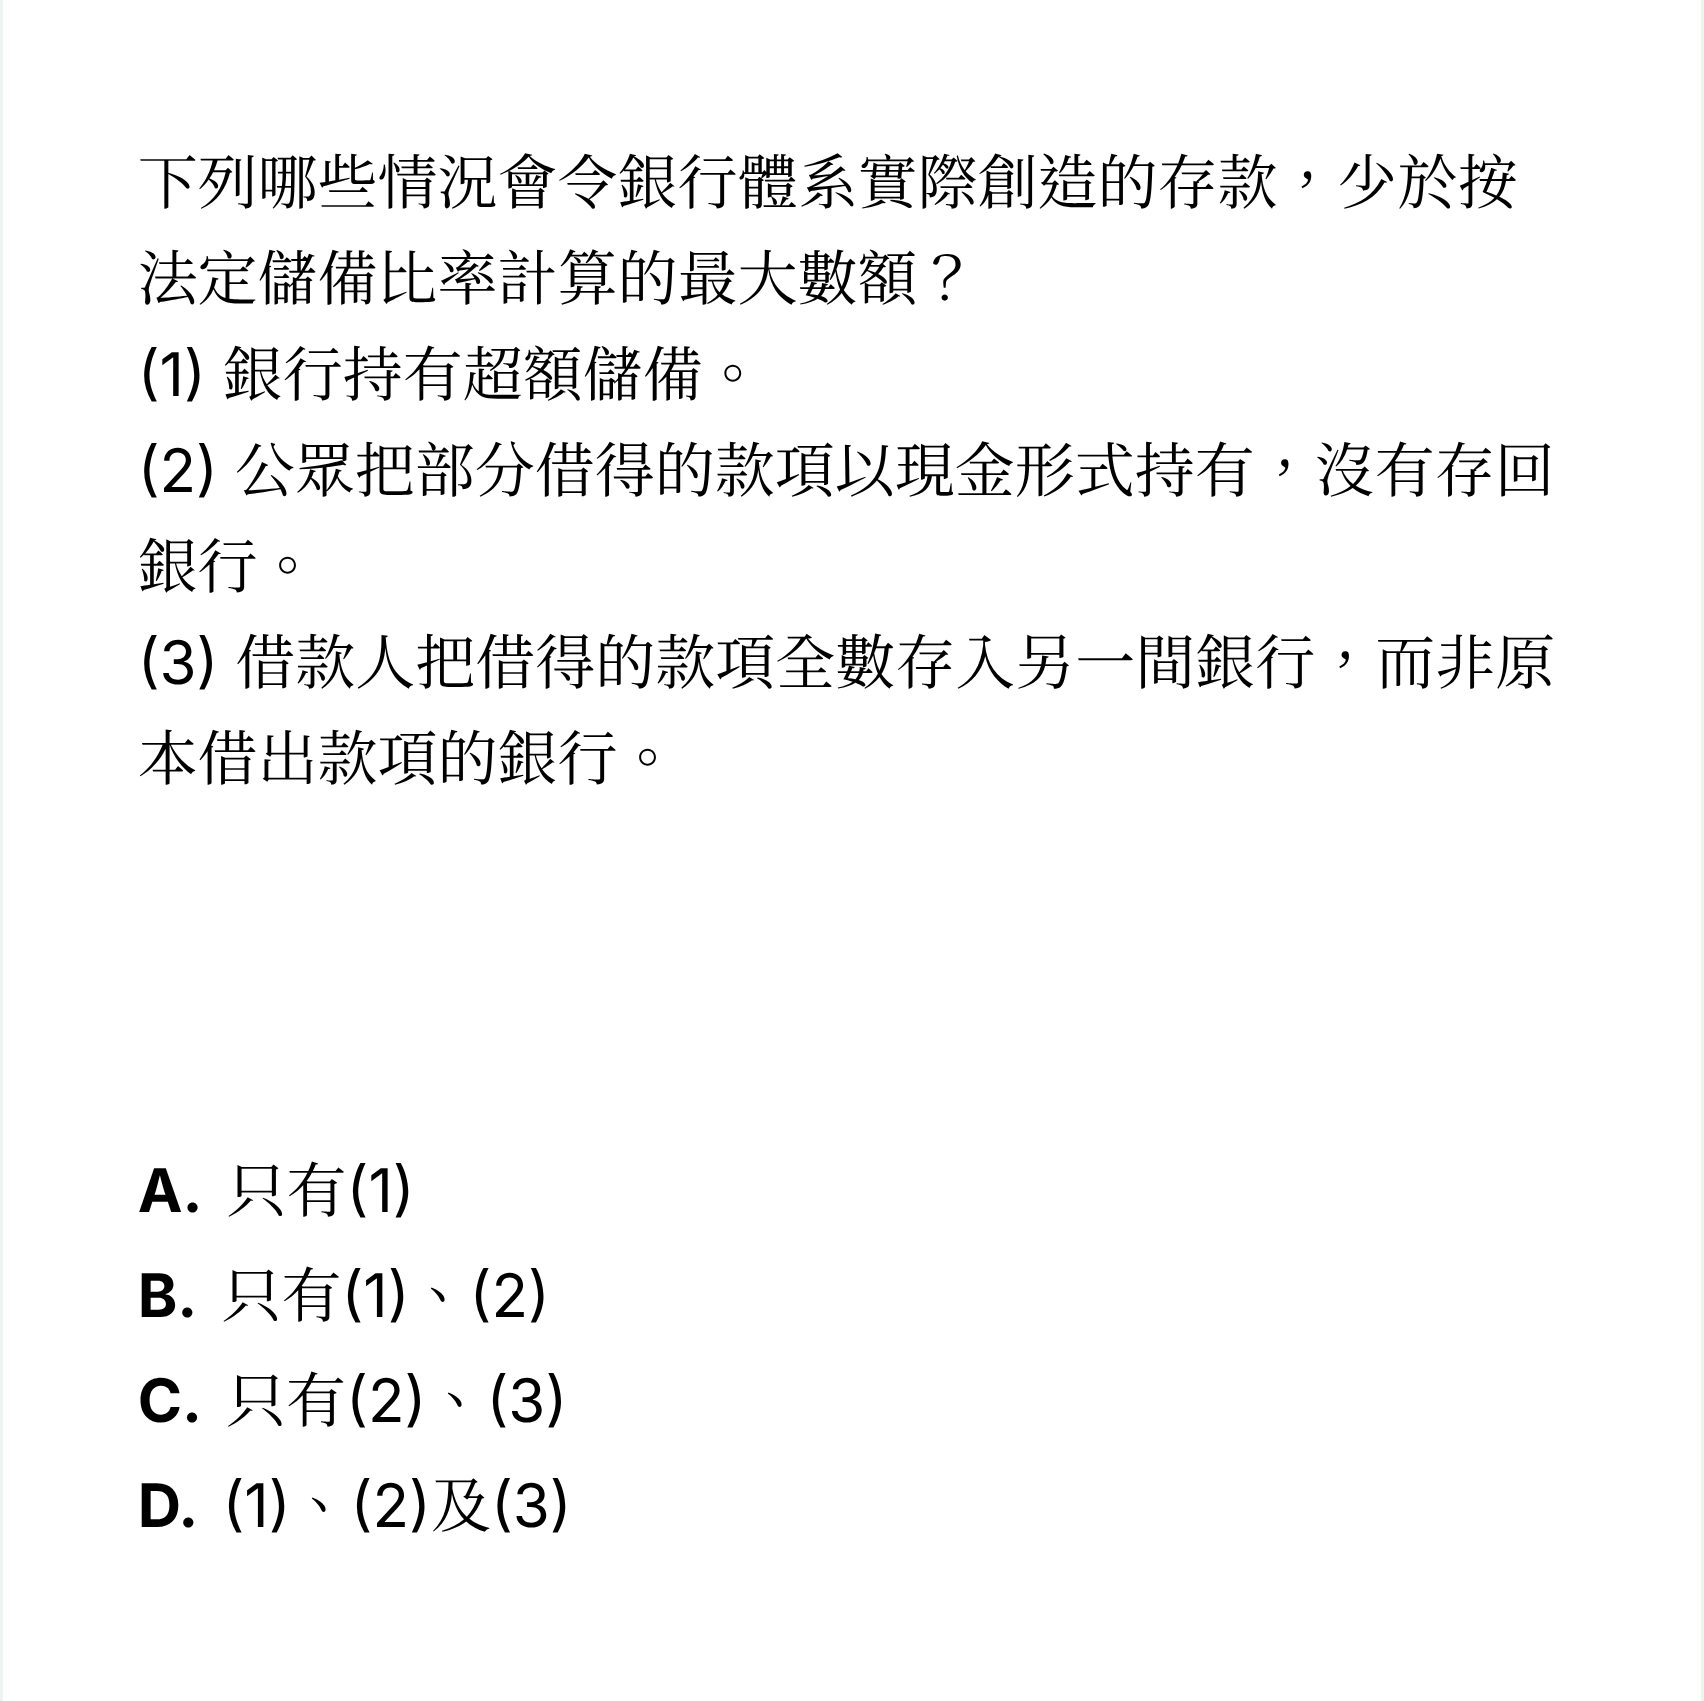 下列哪些情況會令銀行體系實際創造的存款，少於按
法定儲備比率計算的最大數額？
(1) 銀行持有超額儲備。
(2) 公眾把部分借得的款項以現金形式持有，沒有存回
銀行。
(3) 借款人把借得的款項全數存入另一間銀行，而非原
本借出款項的銀行。
A. 只有(1)
B. 只有(1)、(2)
C. 只有(2)、(3)
D. (1)、(2)及(3)